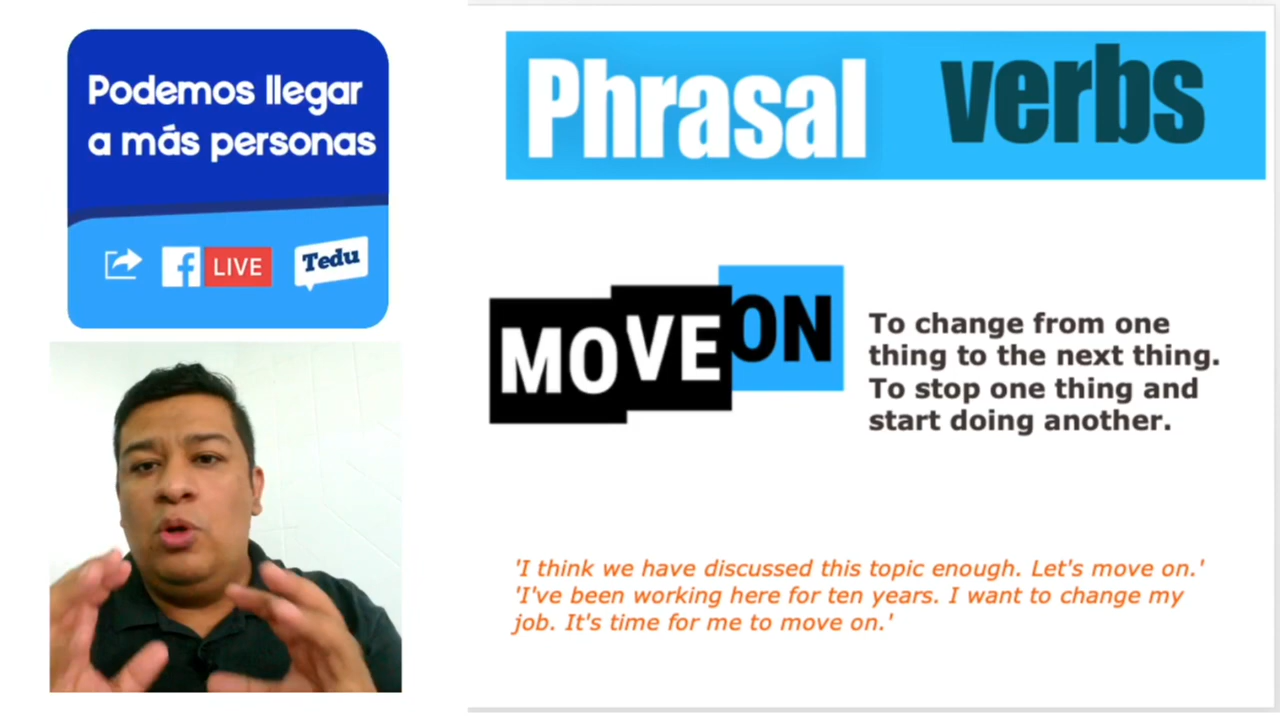 Podemos llegar
a más personas
f LIVE
Tedu
Phrasal verbs
MOVE ON
To change from one
thing to the next thing.
To stop one thing and
start doing another.
'I think we have discussed this topic enough. Let's move on.'
'I've been working here for ten years. I want to change my
job. It's time for me to move on.'